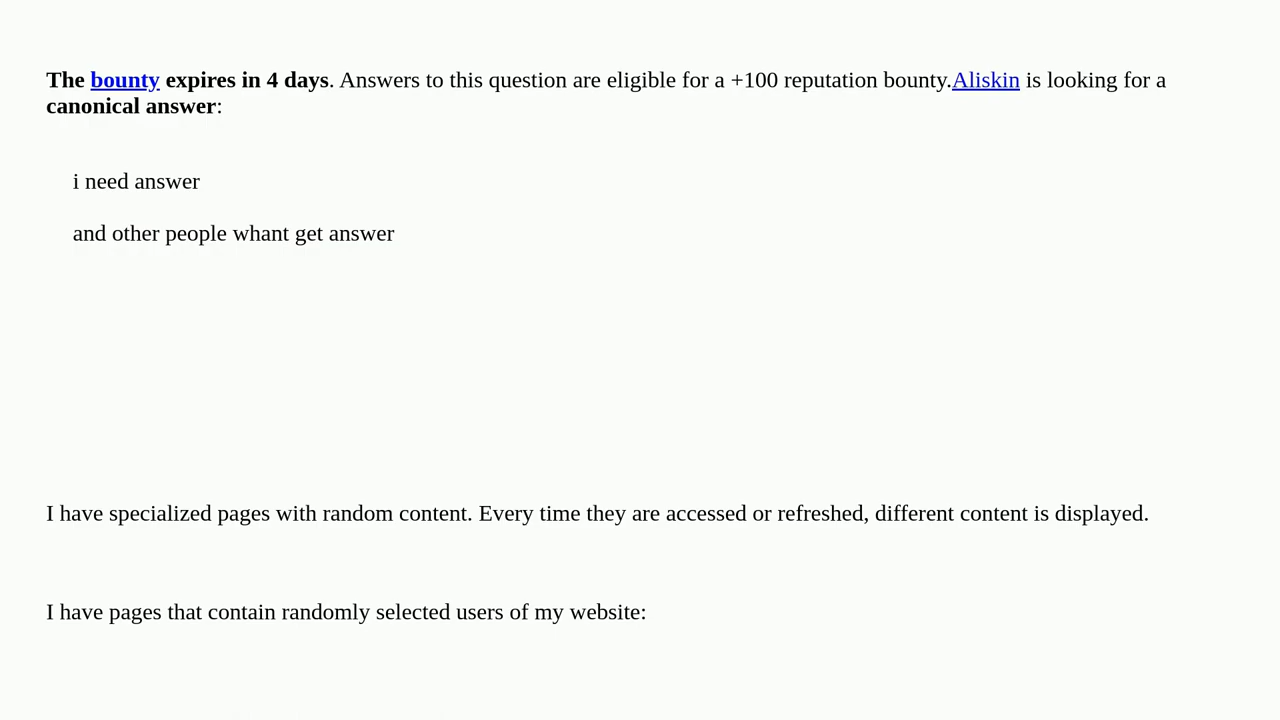 The bounty expires in 4 days. Answers to this question are eligible for a +100 reputation bounty.Aliskin is looking for a
canonical answer:
i need answer
and other people whant get answer
I have specialized pages with random content. Every time they are accessed or refreshed, different content is displayed.
I have pages that contain randomly selected users of my website: